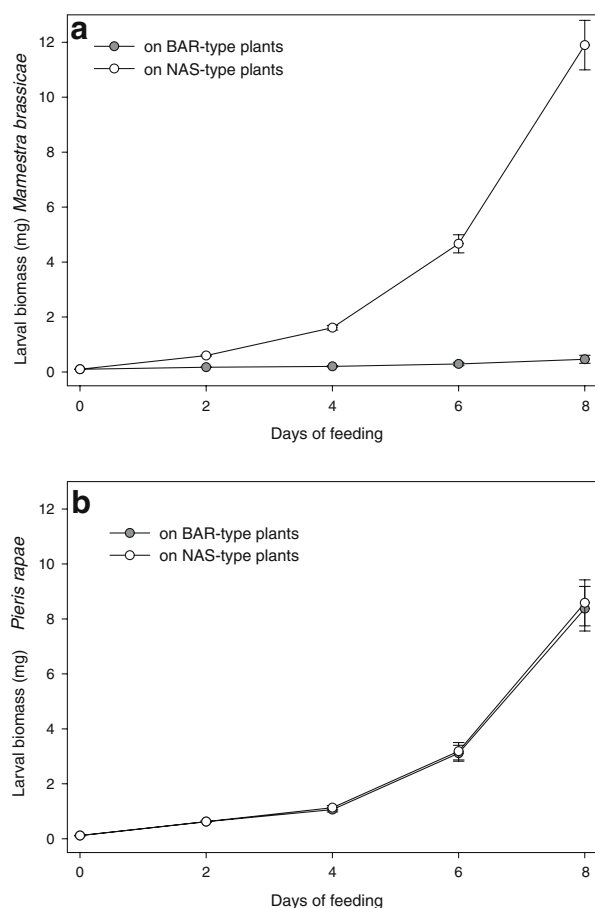 a
on BAR-type plants
on NAS-type plants
12
10
8
6
4
2
0
Larval biomass (mg) Mamestra brassicae
0 2 4 6 8
Days of feeding
b
on BAR-type plants
on NAS-type plants
12
10
8
6
4
2
0
Larval biomass (mg) Pieris rapae
0 2 4 6 8
Days of feeding